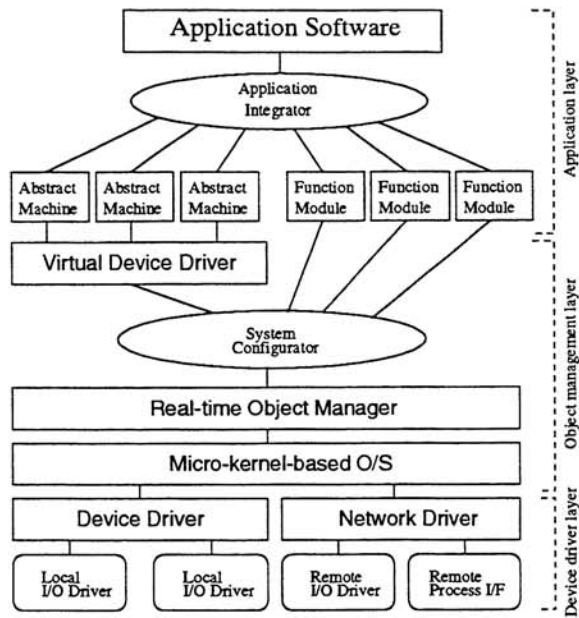 Application Software
Application
Integrator
Abstract
Machine
Abstract
Machine
Abstract
Machine
Function
Module
Function
Module
Function
Module
Virtual Device Driver
System
Configurator
Real-time Object Manager
Micro-kernel-based O/S
Device Driver
Network Driver
Local
I/O Driver
Local
I/O Driver
Remote
I/O Driver
Remote
Process I/F
Application layer
Object management layer
Device driver layer